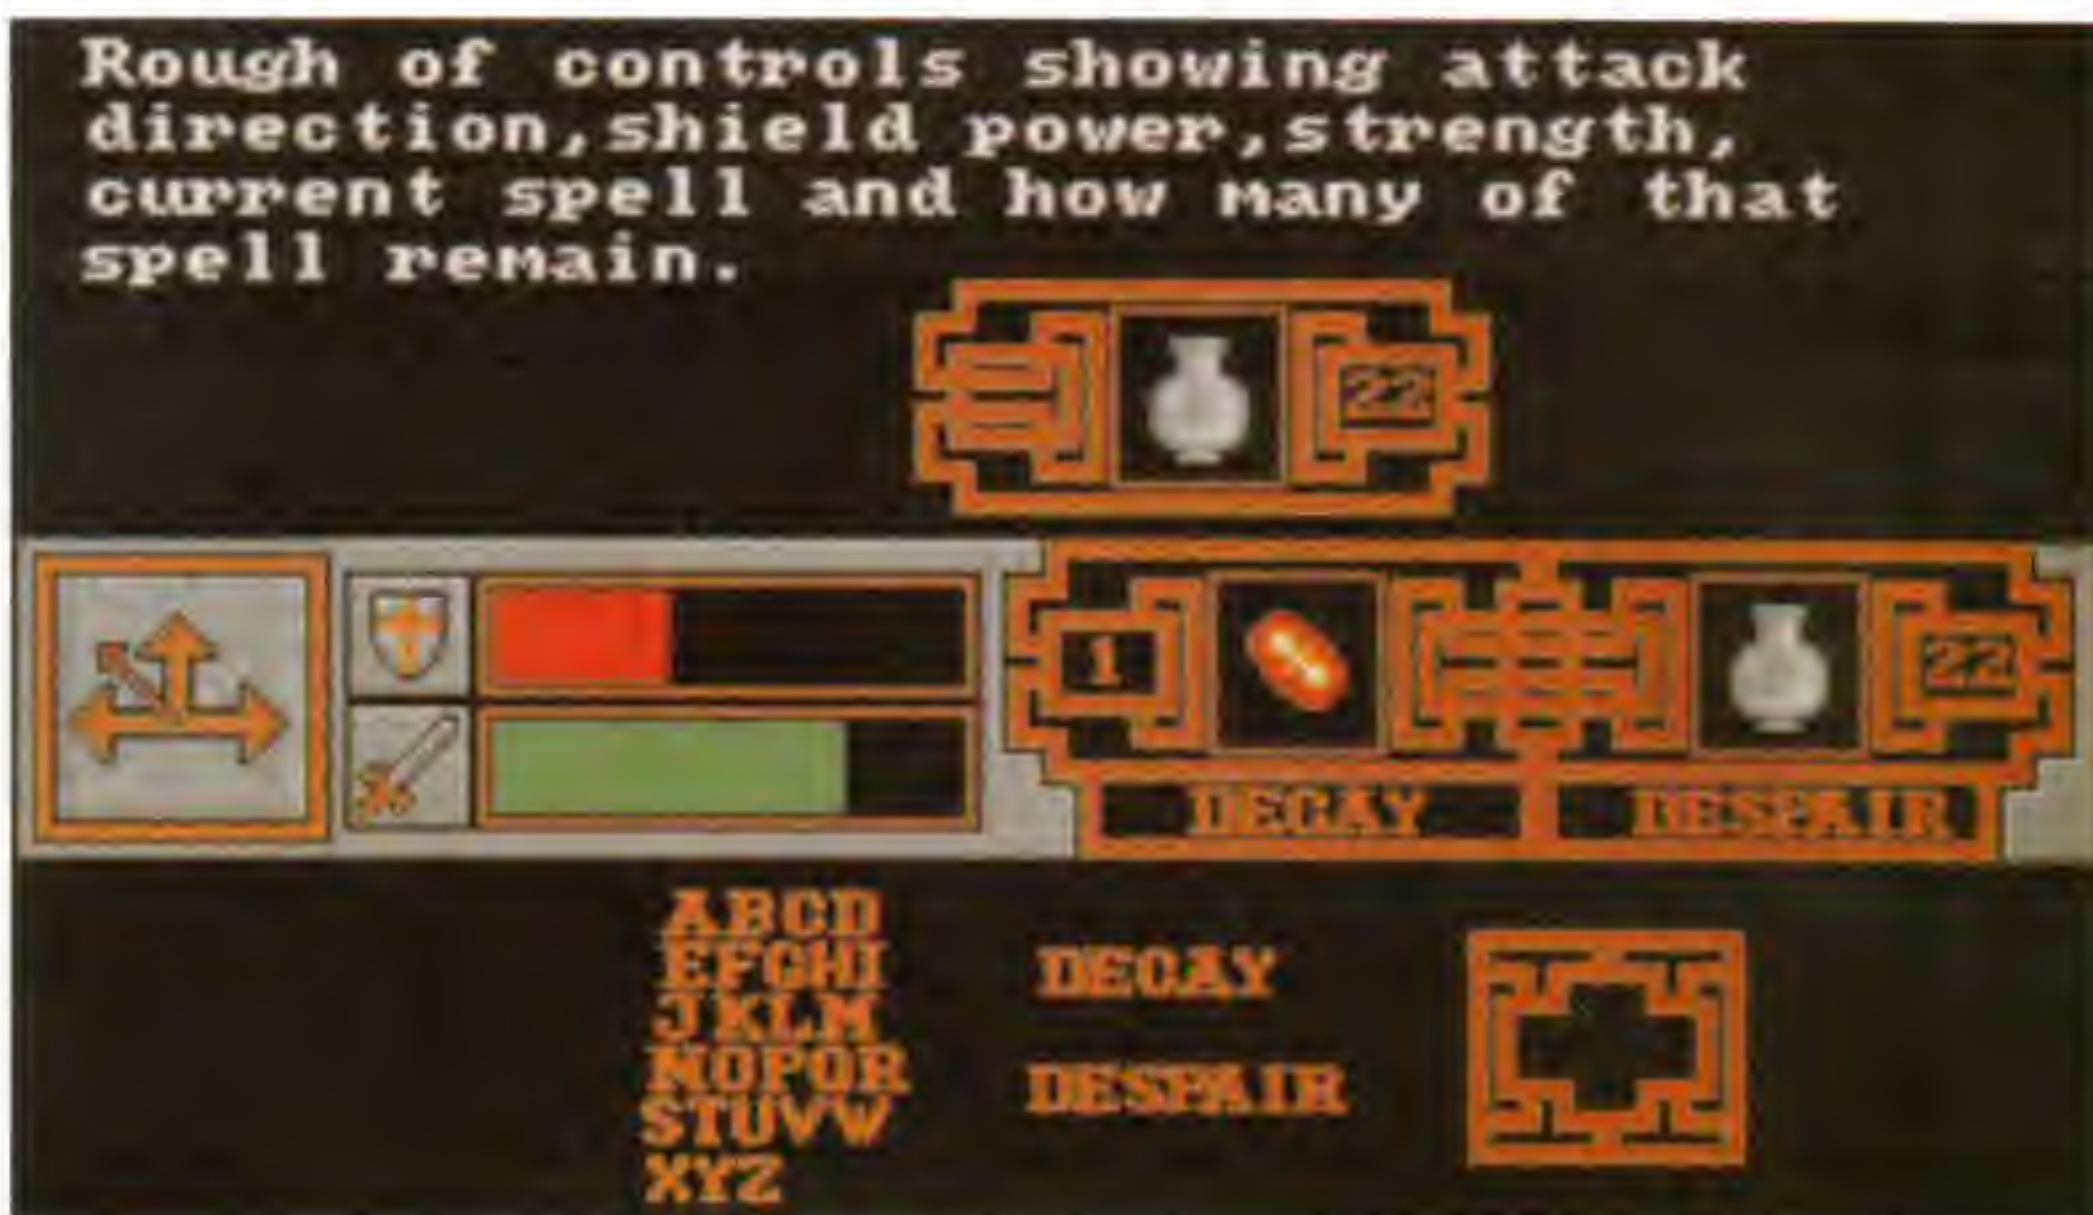 Rough of controls showing attack
direction,shield power,strength,
current spell and how many of that
spell remain.
22
1
22
DECAY
DESPAIR
ABCD
EFGHI
JKLM
NOPQR
STUVW
XYZ
DECAY
DESPAIR